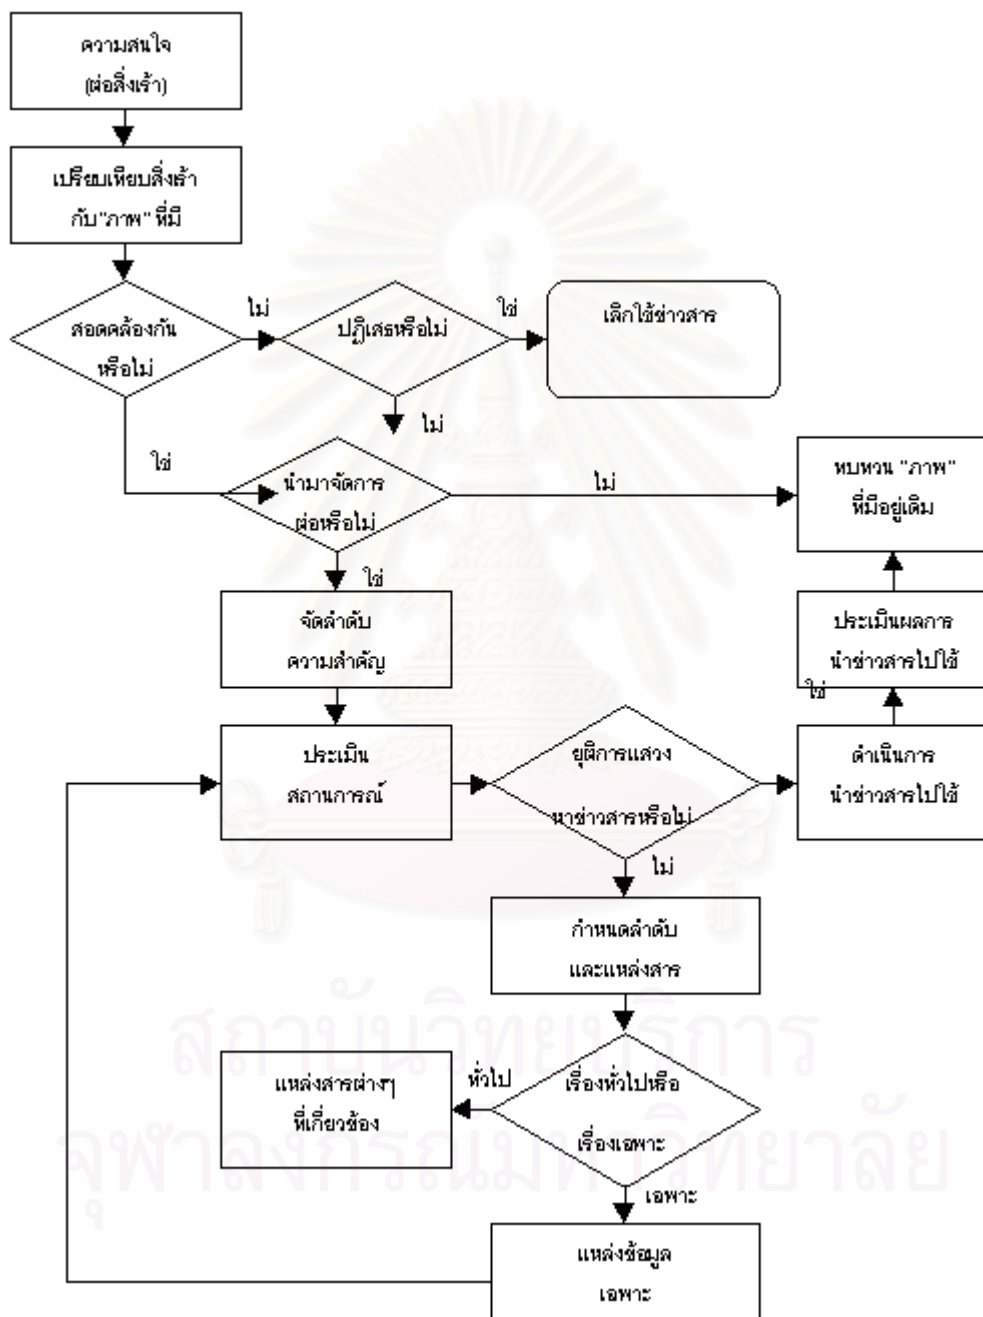 ความสนใจ
(ต่อสิ่งเร้า)
เปรียบเทียบสิ่งเร้า
กับ"ภาพ" ที่มี
สอดคล้องกัน
หรือไม่
ไม่
ปฏิเสธหรือไม่
ใช่
เลิกใช้ข่าวสาร
ไม่
ใช่
นำมาจัดการ
ต่อหรือไม่
ไม่
ทบทวน "ภาพ"
ที่มีอยู่เดิม
ใช่
จัดลำดับ
ความสำคัญ
ประเมินผลการ
นำข่าวสารไปใช้
ใช่
ประเมิน
สถานการณ์
ยุติการแสวง
หาข่าวสารหรือไม่
ดำเนินการ
นำข่าวสารไปใช้
ไม่
กำหนดลำดับ
และแหล่งสาร
แหล่งสารต่างๆ
ที่เกี่ยวข้อง
ทั่วไป
เรื่องทั่วไปหรือ
เรื่องเฉพาะ
เฉพาะ
แหล่งข้อมูล
เฉพาะ
สถาบันวิทยบริการ
จุฬาลงกรณ์มหาวิทยาลัย